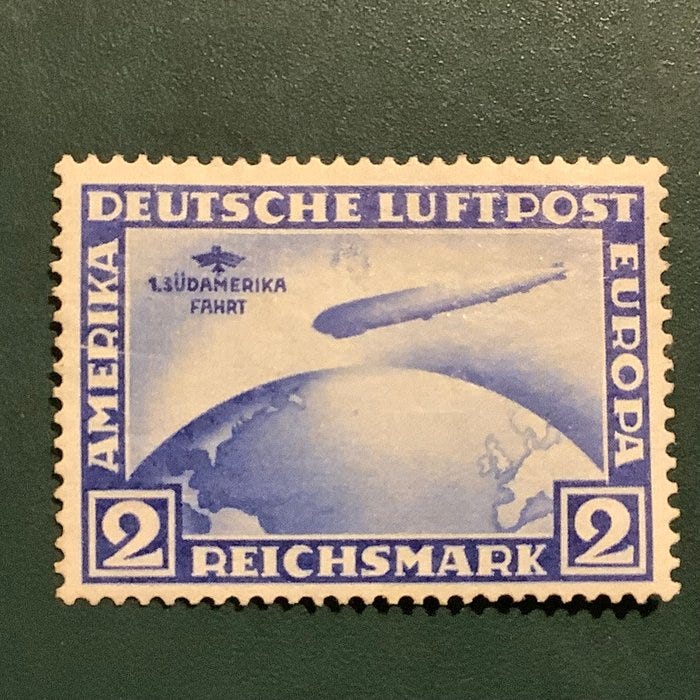 DEUTSCHE LUFTPOST
AMERIKA
1.SÜDAMERIKA
FAHRT
EUROPA
2
REICHSMARK
2